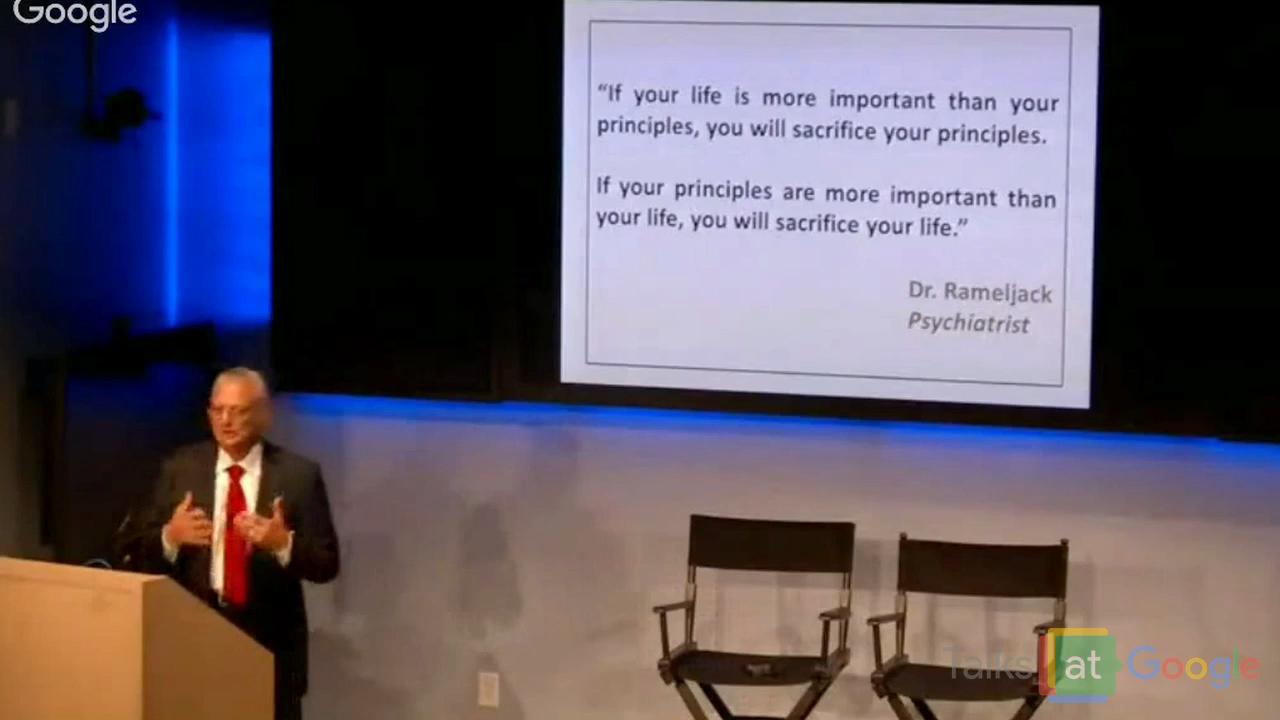 Google
“If your life is more important than your
principles, you will sacrifice your principles.
If your principles are more important than
your life, you will sacrifice your life.”
Dr. Rameljack
Psychiatrist
Talks at Google